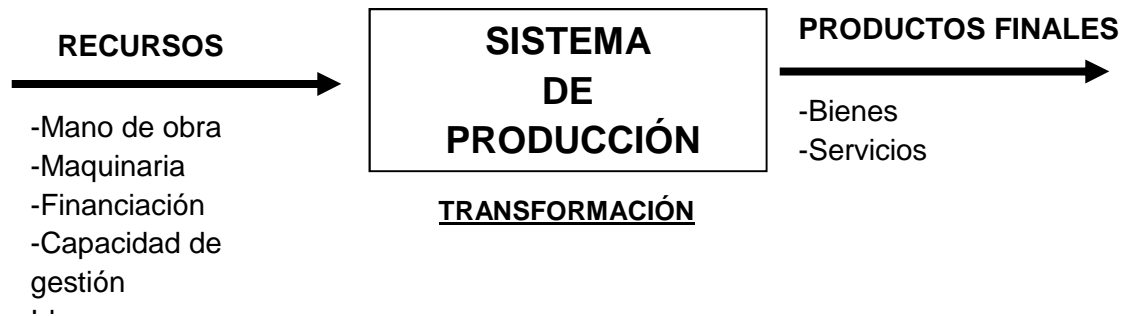 RECURSOS
-Mano de obra
-Maquinaria
-Financiación
-Capacidad de
gestión
SISTEMA
DE
PRODUCCIÓN
TRANSFORMACIÓN
PRODUCTOS FINALES
-Bienes
-Servicios